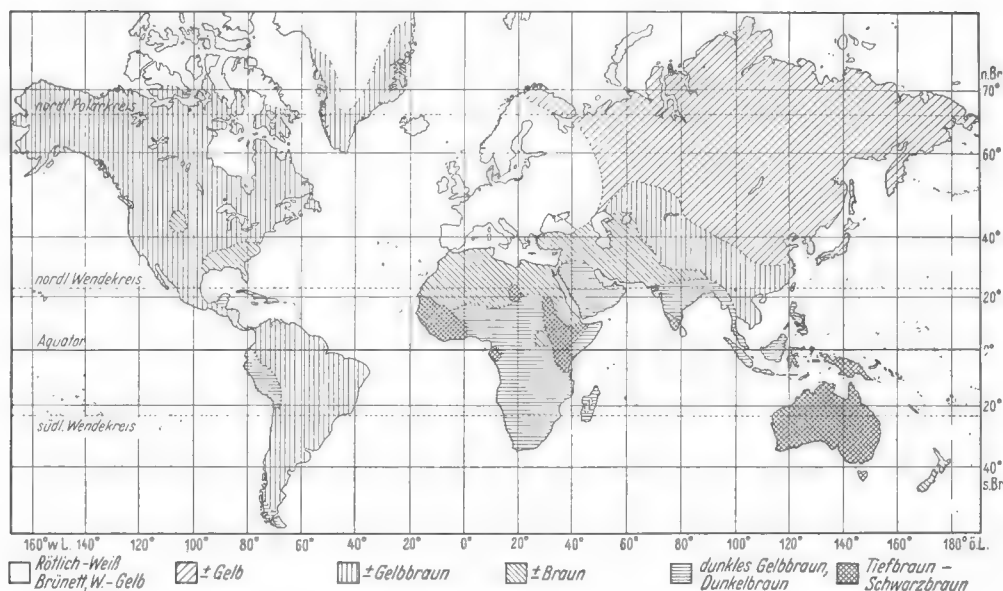 n.Br
70°
nördl Polarkreis
60°
40°
nördl Wendekreis
20°
Äquator
0°
20°
südl. Wendekreis
40°
s.Br
160° w L. 140° 120° 100° 80° 60° 40° 20° 0° 20° 40° 60° 80° 100° 120° 140° 160° 180° ö.L.
Rötlich-Weiß
Brünett, W.-Gelb
± Gelb
± Gelbbraun
± Braun
dunkles Gelbbraun,
Dunkelbraun
Tiefbraun –
Schwarzbraun